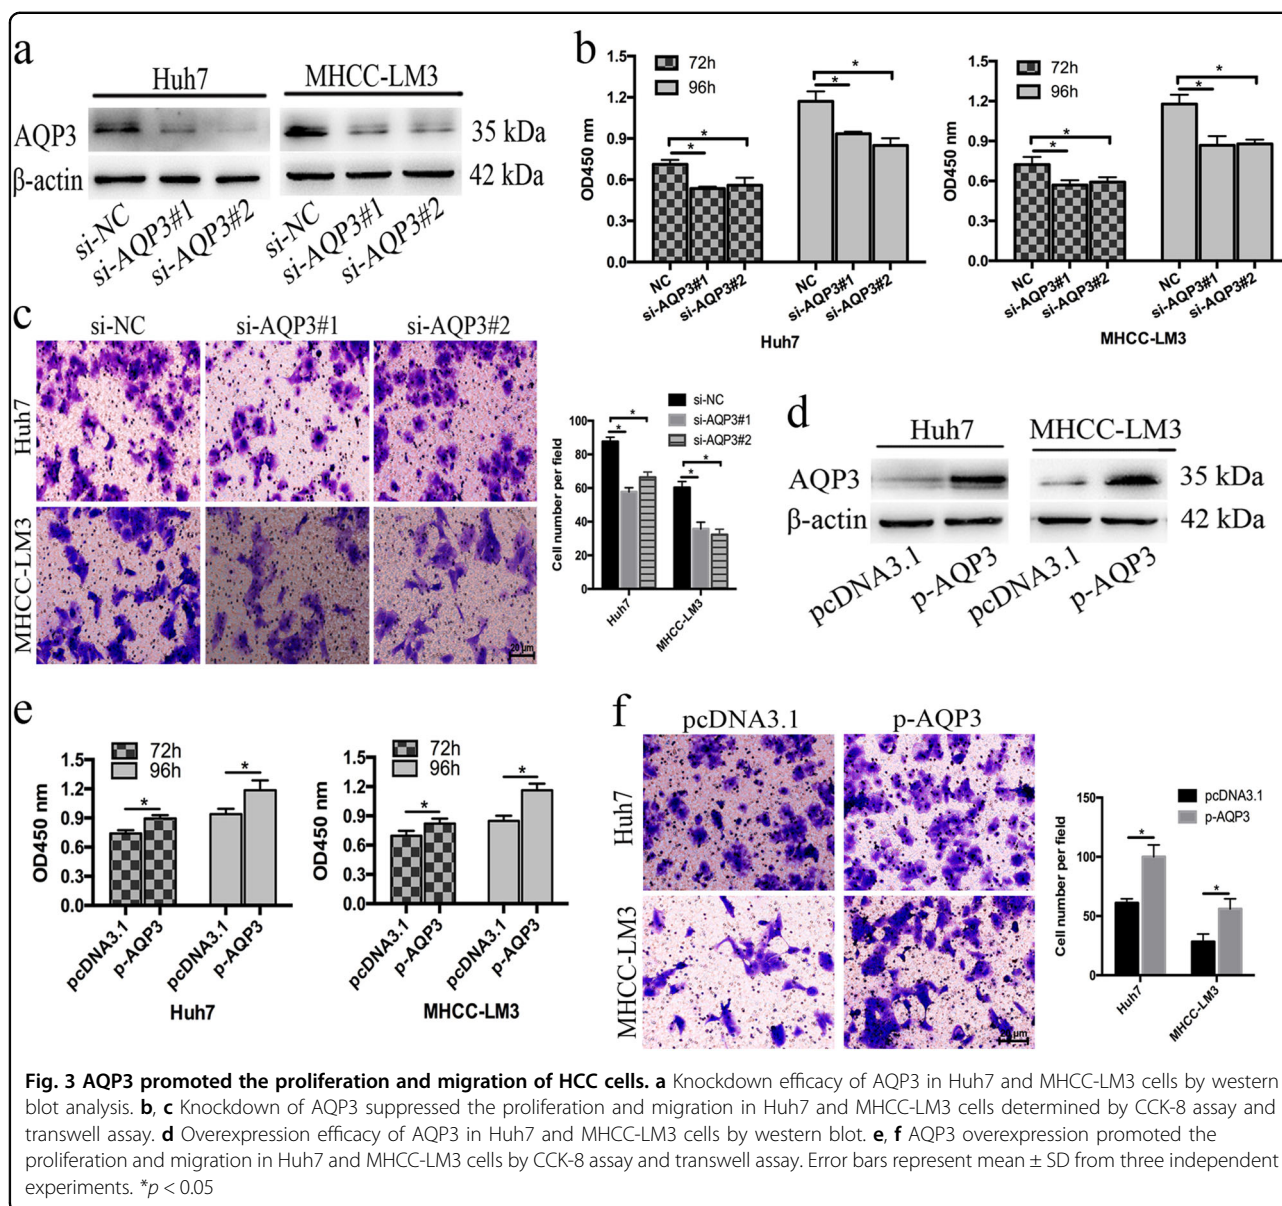 a
Huh7 MHCC-LM3
AQP3 35 kDa
β-actin 42 kDa
si-NC si-AQP3#1 si-AQP3#2 si-NC si-AQP3#1 si-AQP3#2
b
OD450 nm
1.5
1.2
0.9
0.6
0.3
0.0
72h
96h
* * * *
NC si-AQP3#1 si-AQP3#2 NC si-AQP3#1 si-AQP3#2
Huh7
OD450 nm
1.5
1.2
0.9
0.6
0.3
0.0
72h
96h
* * * *
NC si-AQP3#1 si-AQP3#2 NC si-AQP3#1 si-AQP3#2
MHCC-LM3
c
si-NC si-AQP3#1 si-AQP3#2
Huh7
MHCC-LM3
20 μm
Cell number per field
100
80
60
40
20
0
si-NC
si-AQP3#1
si-AQP3#2
* * * *
Huh7 MHCC-LM3
d
Huh7 MHCC-LM3
AQP3 35 kDa
β-actin 42 kDa
pcDNA3.1 p-AQP3 pcDNA3.1 p-AQP3
e
OD450 nm
1.5
1.2
0.9
0.6
0.3
0.0
72h
96h
* *
pcDNA3.1 p-AQP3 pcDNA3.1 p-AQP3
Huh7
OD450 nm
1.5
1.2
0.9
0.6
0.3
0.0
72h
96h
* *
pcDNA3.1 p-AQP3 pcDNA3.1 p-AQP3
MHCC-LM3
f
pcDNA3.1 p-AQP3
Huh7
MHCC-LM3
20 μm
Cell number per field
150
100
50
0
pcDNA3.1
p-AQP3
* *
Huh7 MHCC-LM3
Fig. 3 AQP3 promoted the proliferation and migration of HCC cells. a Knockdown efficacy of AQP3 in Huh7 and MHCC-LM3 cells by western
blot analysis. b, c Knockdown of AQP3 suppressed the proliferation and migration in Huh7 and MHCC-LM3 cells determined by CCK-8 assay and
transwell assay. d Overexpression efficacy of AQP3 in Huh7 and MHCC-LM3 cells by western blot. e, f AQP3 overexpression promoted the
proliferation and migration in Huh7 and MHCC-LM3 cells by CCK-8 assay and transwell assay. Error bars represent mean ± SD from three independent
experiments. *p < 0.05